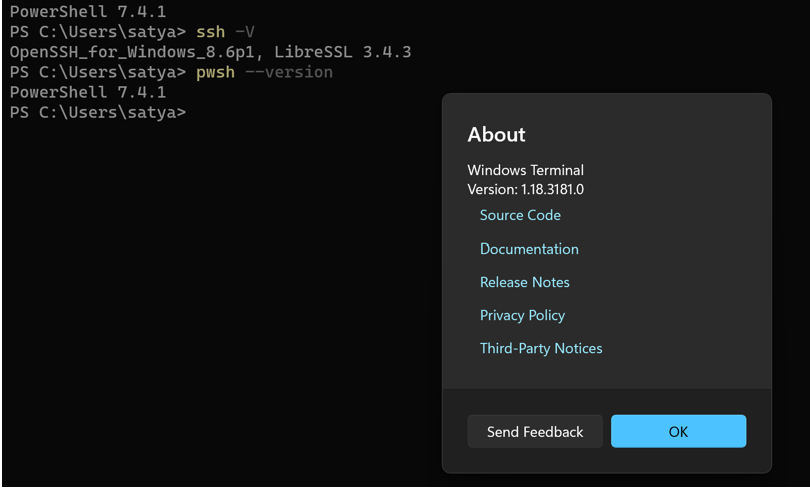 PowerShell 7.4.1
PS C:\Users\satya> ssh -V
OpenSSH_for_Windows_8.6p1, LibreSSL 3.4.3
PS C:\Users\satya> pwsh --version
PowerShell 7.4.1
PS C:\Users\satya>
About
Windows Terminal
Version: 1.18.3181.0
Source Code
Documentation
Release Notes
Privacy Policy
Third-Party Notices
Send Feedback
OK